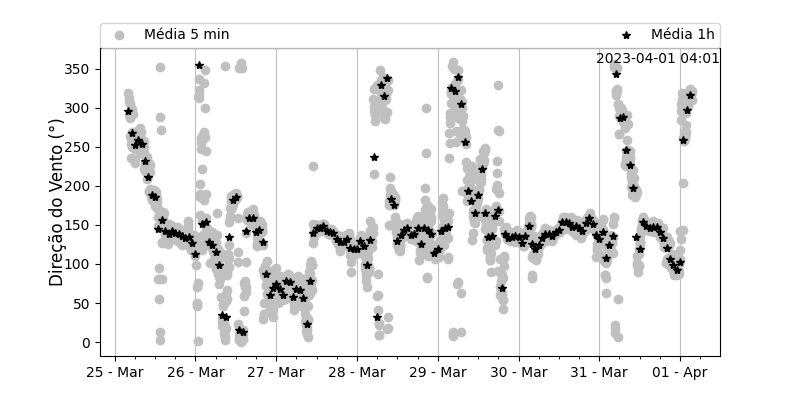 Média 5 min
Média 1h
2023-04-01 04:01
Direção do Vento (°)
350
300
250
200
150
100
50
0
25 - Mar
26 - Mar
27 - Mar
28 - Mar
29 - Mar
30 - Mar
31 - Mar
01 - Apr